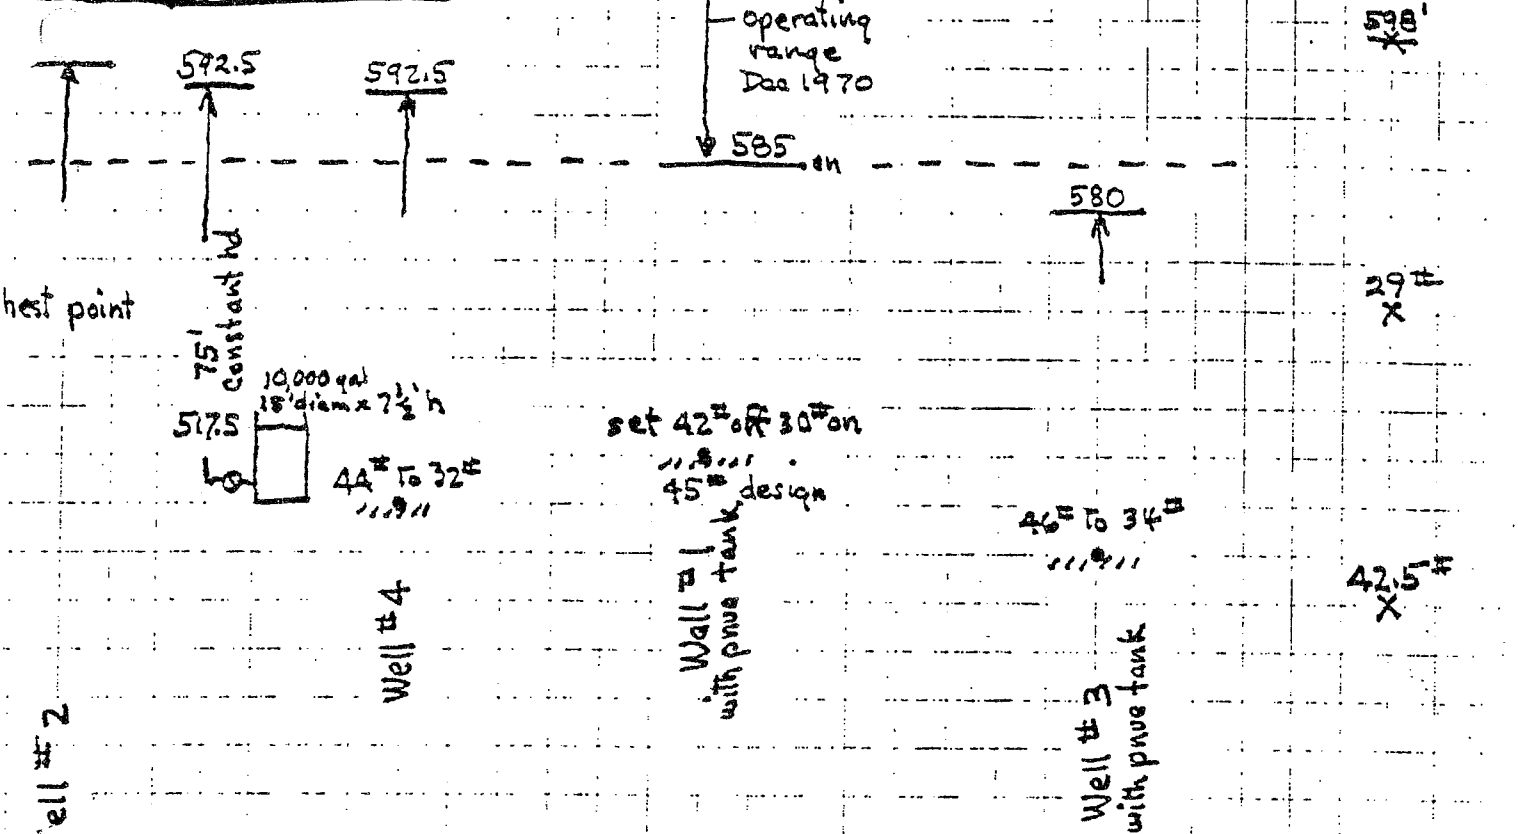 operating
range
Dec 1970
598'
592.5
592.5
585
on
580
75'
constant hd
hest point
29#
10,000 gal
18' diam x 7½' h
517.5
set 42# off 30# on
44# To 32#
45# design
46# To 34#
42.5#
Well #1
with pnue tank
Well #4
Well #3
with pnue tank
ell #2